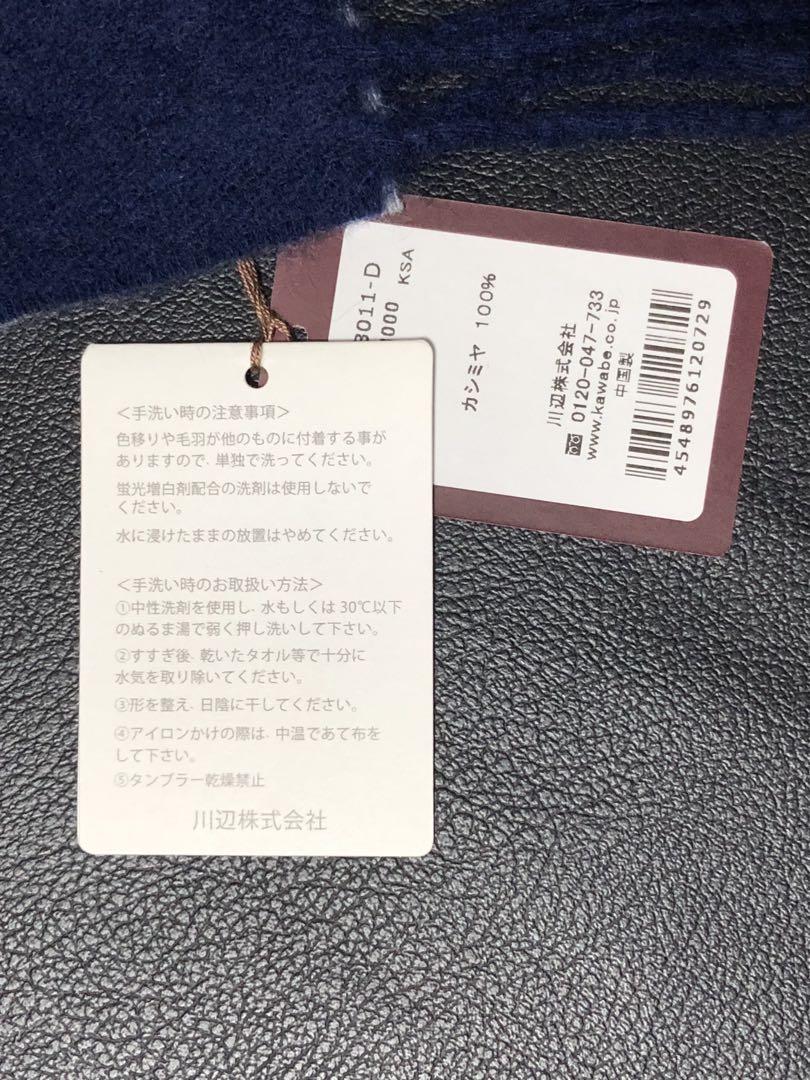 ＜手洗い時の注意事項＞
色移りや毛羽が他のものに付着する事が
ありますので、単独で洗ってください。
蛍光増白剤配合の洗剤は使用しないで
ください。
水に浸けたままの放置はやめてください。
＜手洗い時のお取扱い方法＞
①中性洗剤を使用し、水もしくは 30℃以下
のぬるま湯で弱く押し洗いして下さい。
②すすぎ後、乾いたタオル等で十分に
水気を取り除いてください。
③形を整え、日陰に干してください。
④アイロンかけの際は、中温であて布を
して下さい。
⑤タンブラー乾燥禁止
川辺株式会社
3011-D
000 KSA
カシミヤ 100%
川辺株式会社
0120-047-733
www.kawabe.co.jp
中国製
4548976120729